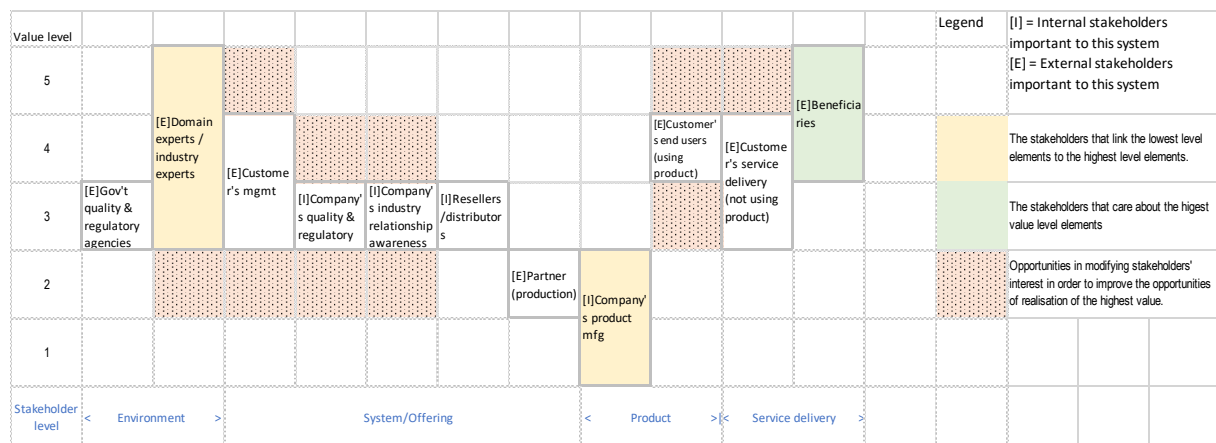 Value level
5
4
3
2
1
Stakeholder
level
[E]Gov't
quality &
regulatory
agencies
[E]Domain
experts /
industry
experts
[E]Custome
r's mgmt
[I]Company'
s quality &
regulatory
[I]Company'
s industry
relationship
awareness
[I]Resellers
/distributor
s
[E]Partner
(production)
[I]Company'
s product
mfg
[E]Customer'
s end users
(using
product)
[E]Custome
r's service
delivery
(not using
product)
[E]Beneficia
ries
< Environment >
System/Offering
< Product >
< Service delivery >
Legend
[I] = Internal stakeholders
important to this system
[E] = External stakeholders
important to this system
The stakeholders that link the lowest level
elements to the highest level elements.
The stakeholders that care about the higest
value level elements
Opportunities in modifying stakeholders'
interest in order to improve the opportunities
of realisation of the highest value.